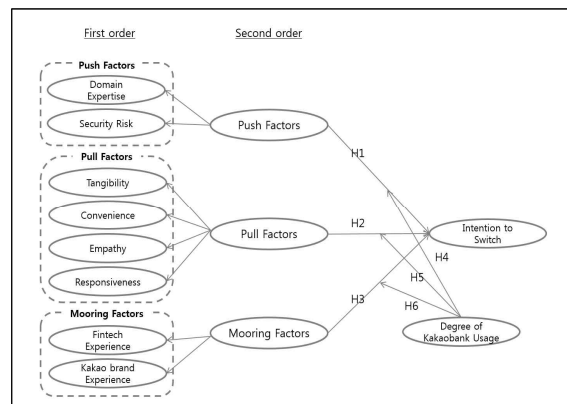 First order
Second order
Push Factors
Domain
Expertise
Security Risk
Push Factors
H1
Pull Factors
Tangibility
Convenience
Empathy
Responsiveness
Pull Factors
H2
Intention to
Switch
H4
H5
H3
H6
Mooring Factors
Fintech
Experience
Kakao brand
Experience
Mooring Factors
Degree of
Kakaobank Usage